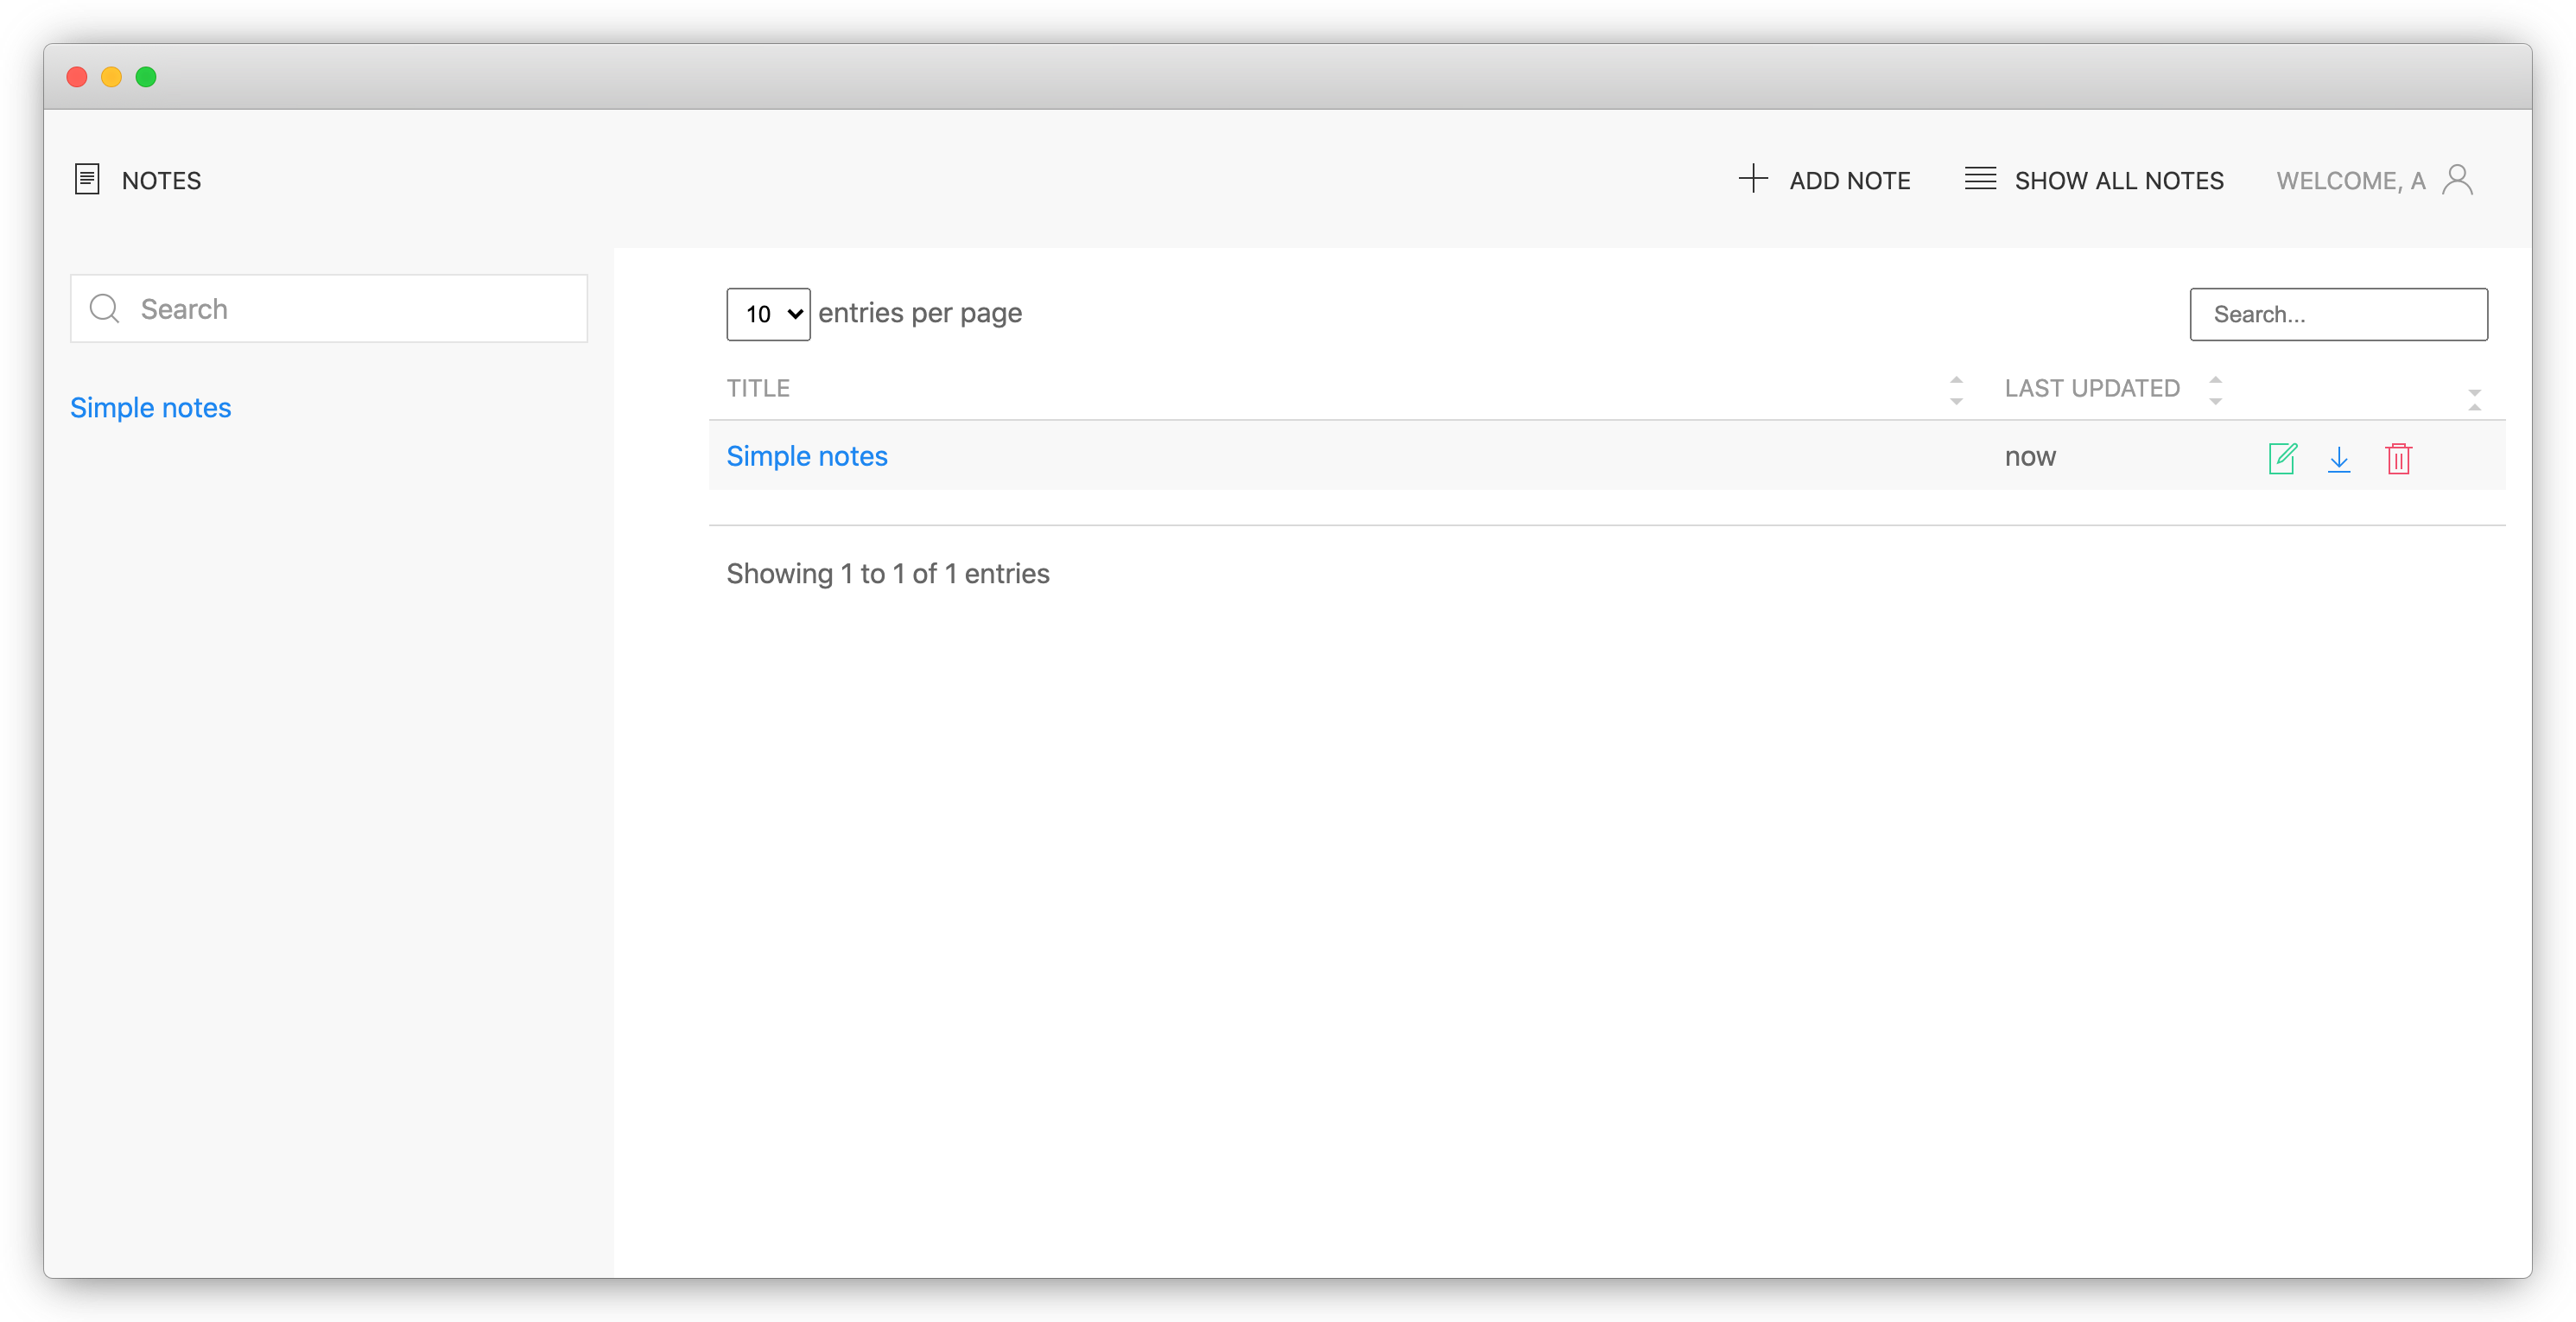 NOTES
ADD NOTE
SHOW ALL NOTES
WELCOME, A
Search
Simple notes
10 entries per page
Search...
TITLE
LAST UPDATED
Simple notes
now
Showing 1 to 1 of 1 entries